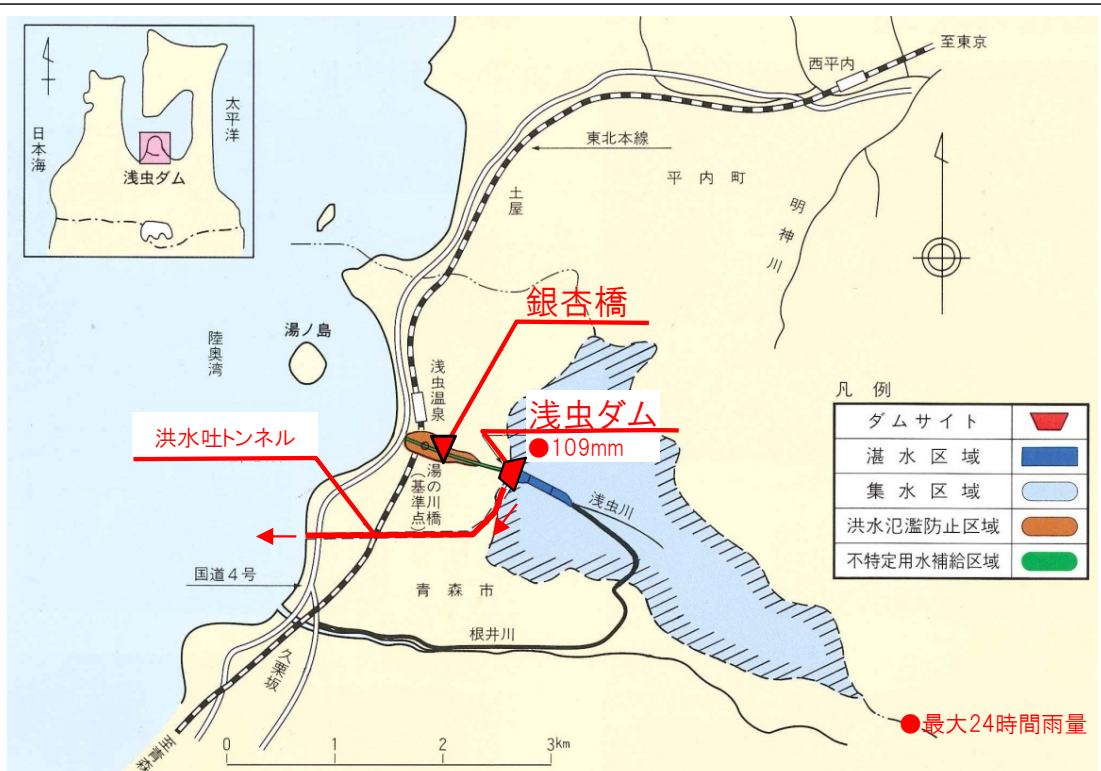 日本海
太平洋
浅虫ダム
至東京
西平内
東北本線
平内町
土屋
明神川
銀杏橋
湯ノ島
陸奥湾
浅虫温泉
浅虫ダム
●109mm
洪水吐トンネル
湯の川橋
(基準点)
浅虫川
国道4号
青森市
根井川
久栗坂
至青森
0 1 2 3km
●最大24時間雨量
凡例
ダムサイト
湛水区域
集水区域
洪水氾濫防止区域
不特定用水補給区域